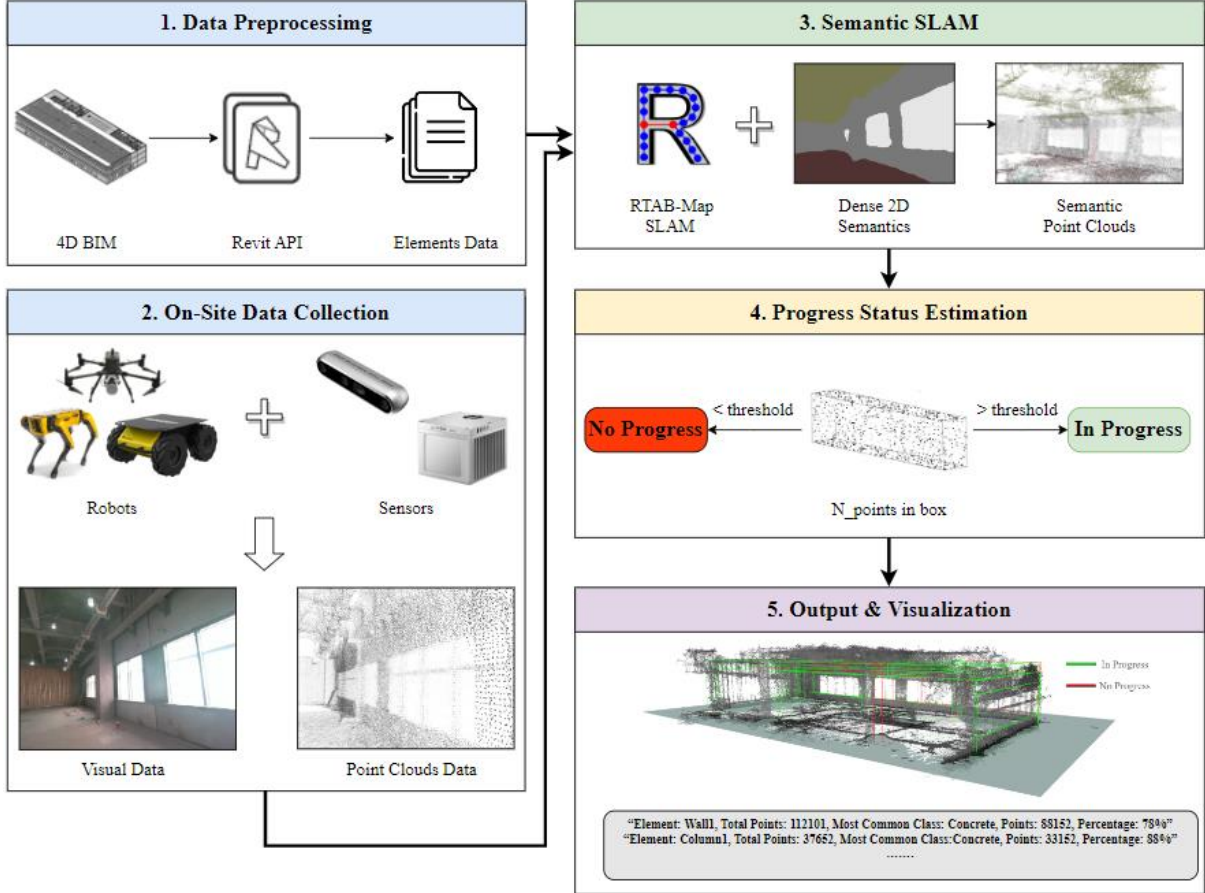 1. Data Preprocessimg
4D BIM
Revit API
Elements Data
2. On-Site Data Collection
Robots
Sensors
Visual Data
Point Clouds Data
3. Semantic SLAM
R
RTAB-Map
SLAM
Dense 2D
Semantics
Semantic
Point Clouds
4. Progress Status Estimation
No Progress
< threshold
> threshold
In Progress
N_points in box
5. Output & Visualization
In Progress
No Progress
“Element: Wall1, Total Points: 112101, Most Common Class: Concrete, Points: 88152, Percentage: 78%”
“Element: Column1, Total Points: 37652, Most Common Class:Concrete, Points: 33152, Percentage: 88%”
.......